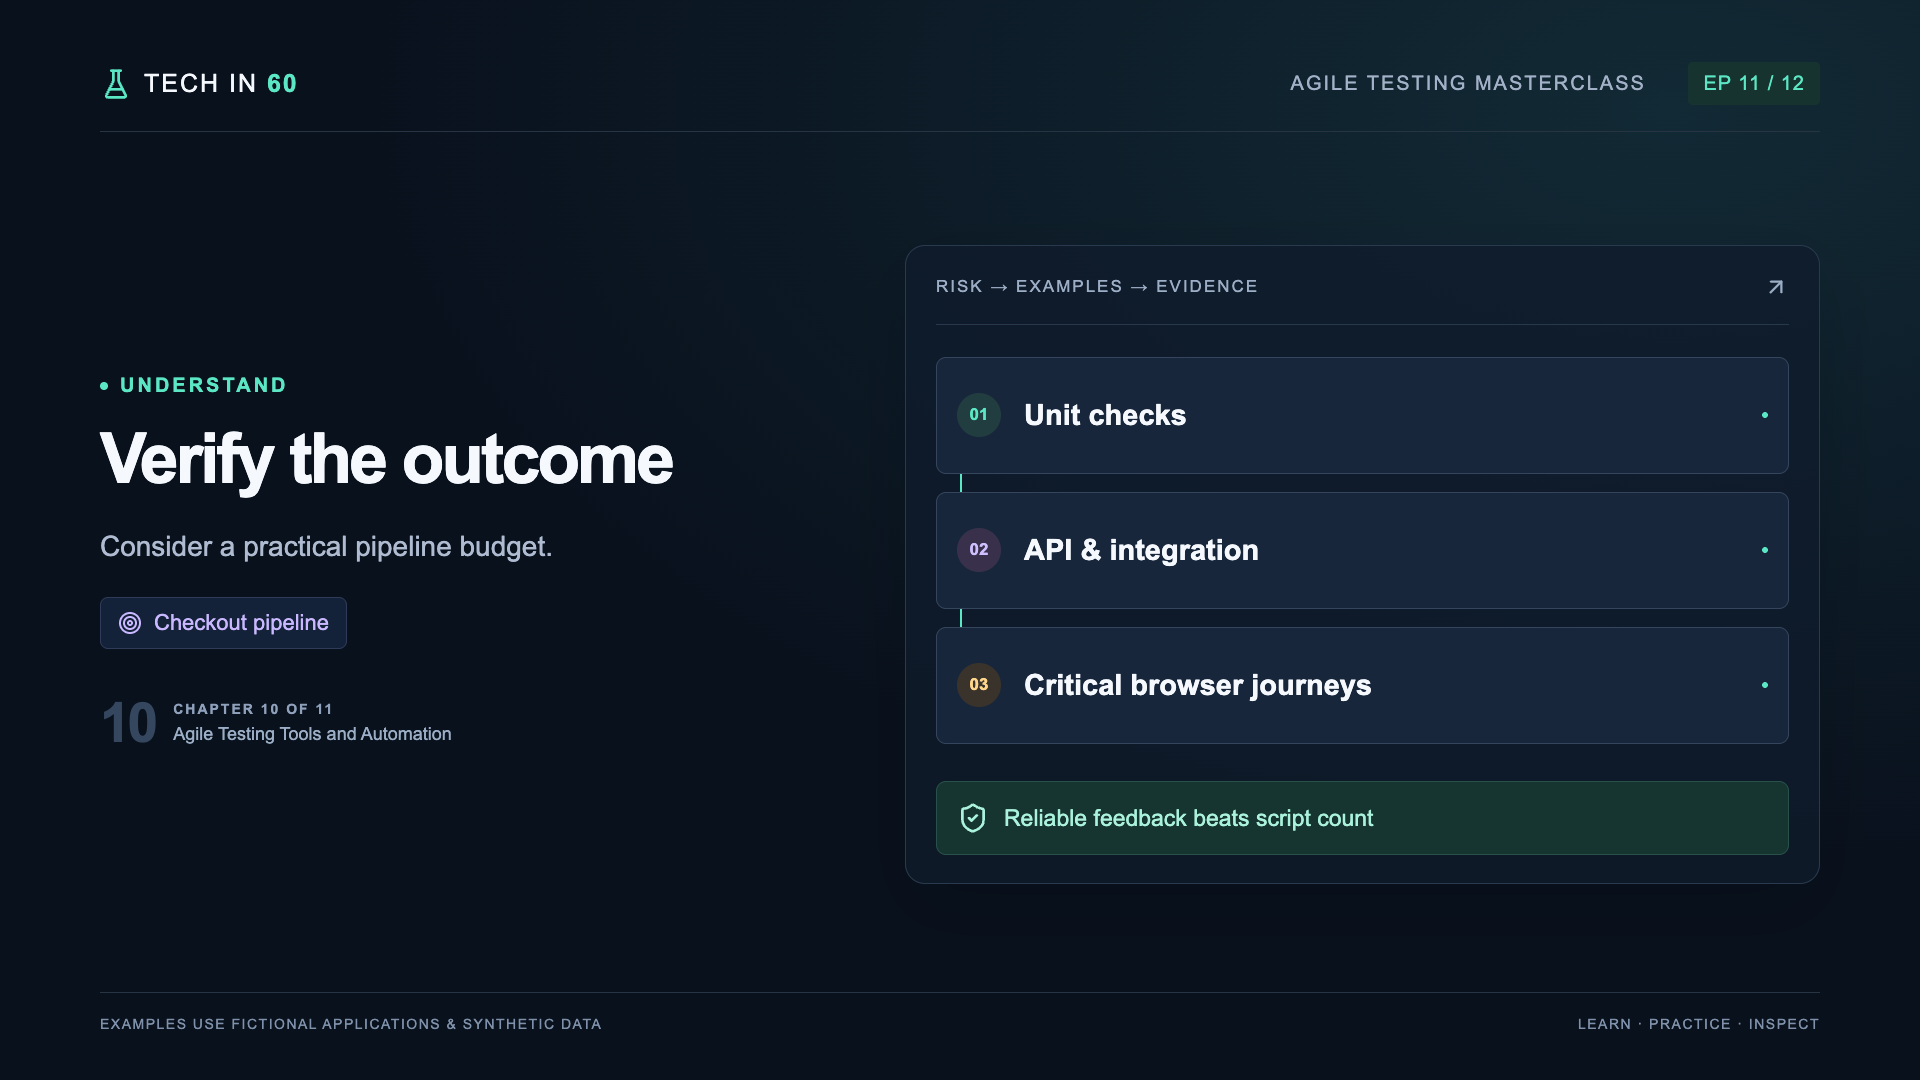 TECH IN 60
AGILE TESTING MASTERCLASS
EP 11 / 12
UNDERSTAND
Verify the outcome
Consider a practical pipeline budget.
Checkout pipeline
10
CHAPTER 10 OF 11
Agile Testing Tools and Automation
RISK → EXAMPLES → EVIDENCE
01
Unit checks
02
API & integration
03
Critical browser journeys
Reliable feedback beats script count
EXAMPLES USE FICTIONAL APPLICATIONS & SYNTHETIC DATA
LEARN · PRACTICE · INSPECT